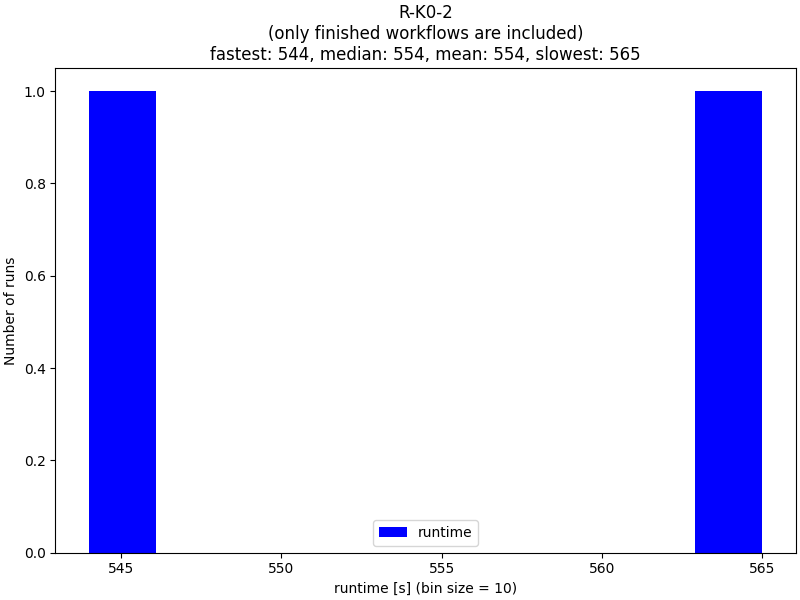 R-K0-2
(only finished workflows are included)
fastest: 544, median: 554, mean: 554, slowest: 565
Number of runs
1.0
0.8
0.6
0.4
0.2
0.0
runtime
545 550 555 560 565
runtime [s] (bin size = 10)